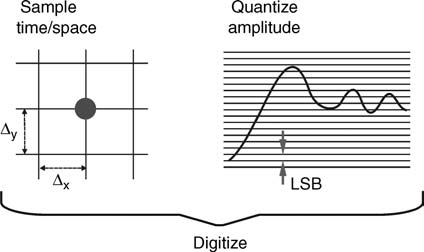 Sample
time/space
Quantize
amplitude
Δy
Δx
LSB
Digitize